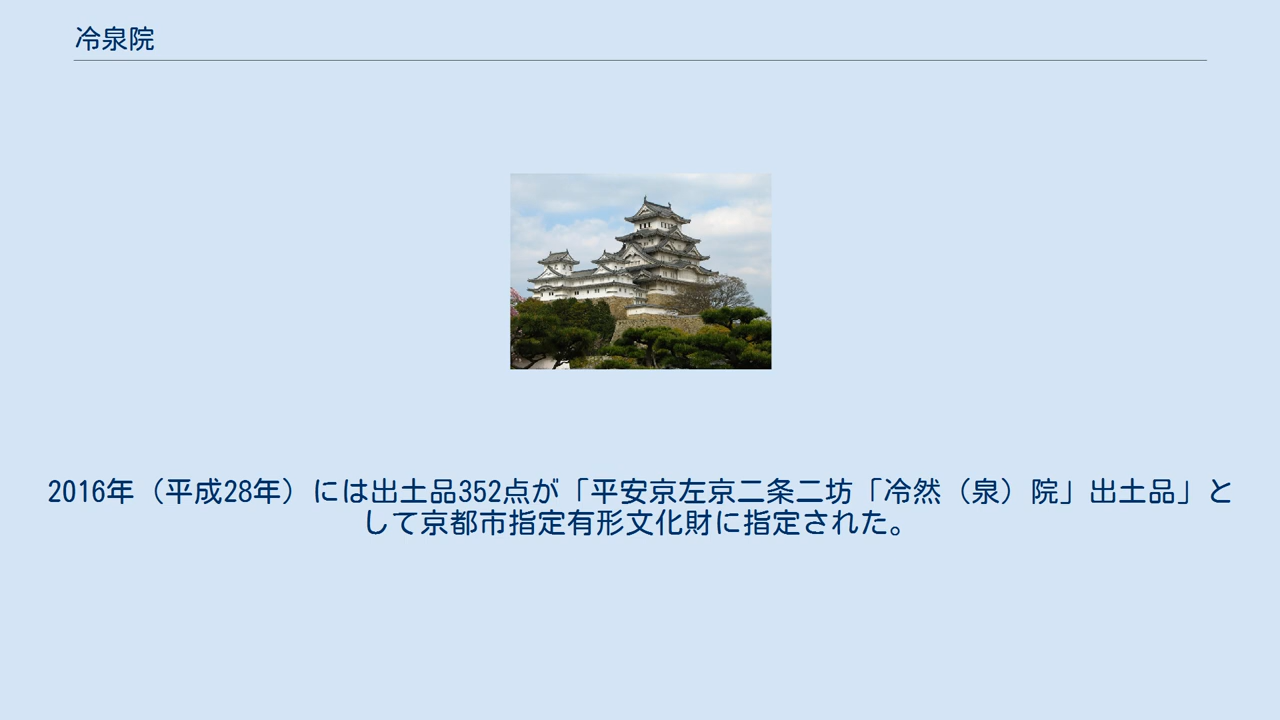 冷泉院
2016年（平成28年）には出土品352点が「平安京左京二条二坊「冷然（泉）院」出土品」と
して京都市指定有形文化財に指定された。